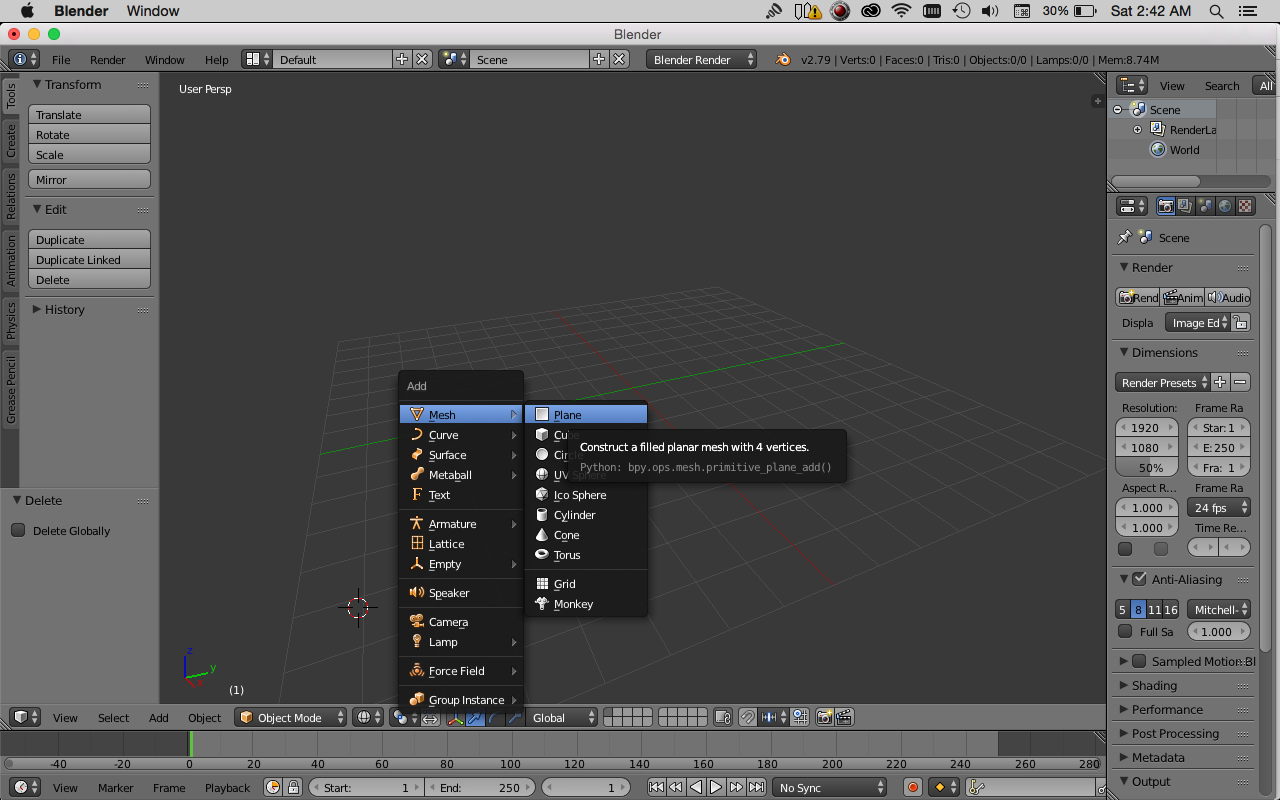 Blender Window 30% Sat 2:42 AM
Blender
File Render Window Help Default Scene Blender Render v2.79 | Verts:0 | Faces:0 | Tris:0 | Objects:0/0 | Lamps:0/0 | Mem:8.74M
Tools
Create
Relations
Animation
Physics
Grease Pencil
Transform
Translate
Rotate
Scale
Mirror
Edit
Duplicate
Duplicate Linked
Delete
History
Delete
Delete Globally
User Persp
Add
Mesh
Curve
Surface
Metaball
Text
Armature
Lattice
Empty
Speaker
Camera
Lamp
Force Field
Group Instance
Plane
Cu
Circ
UV
Ico Sphere
Cylinder
Cone
Torus
Grid
Monkey
Construct a filled planar mesh with 4 vertices.
Python: bpy.ops.mesh.primitive_plane_add()
z
y
(1)
View Select Add Object Object Mode Global
-40 -20 0 20 40 60 80 100 120 140 160 180 200 220 240 260 280
View Marker Frame Playback Start: 1 End: 250 1 No Sync
View Search All
Scene
RenderLa
World
Scene
Render
Rend Anim Audio
Displa Image Ed
Dimensions
Render Presets
Resolution: Frame Ra
1920 Star: 1
1080 E: 250
50% Fra: 1
Aspect R... Frame Ra
1.000 24 fps
1.000 Time Re...
Anti-Aliasing
5 8 11 16 Mitchell-
Full Sa 1.000
Sampled Motion Bl
Shading
Performance
Post Processing
Metadata
Output